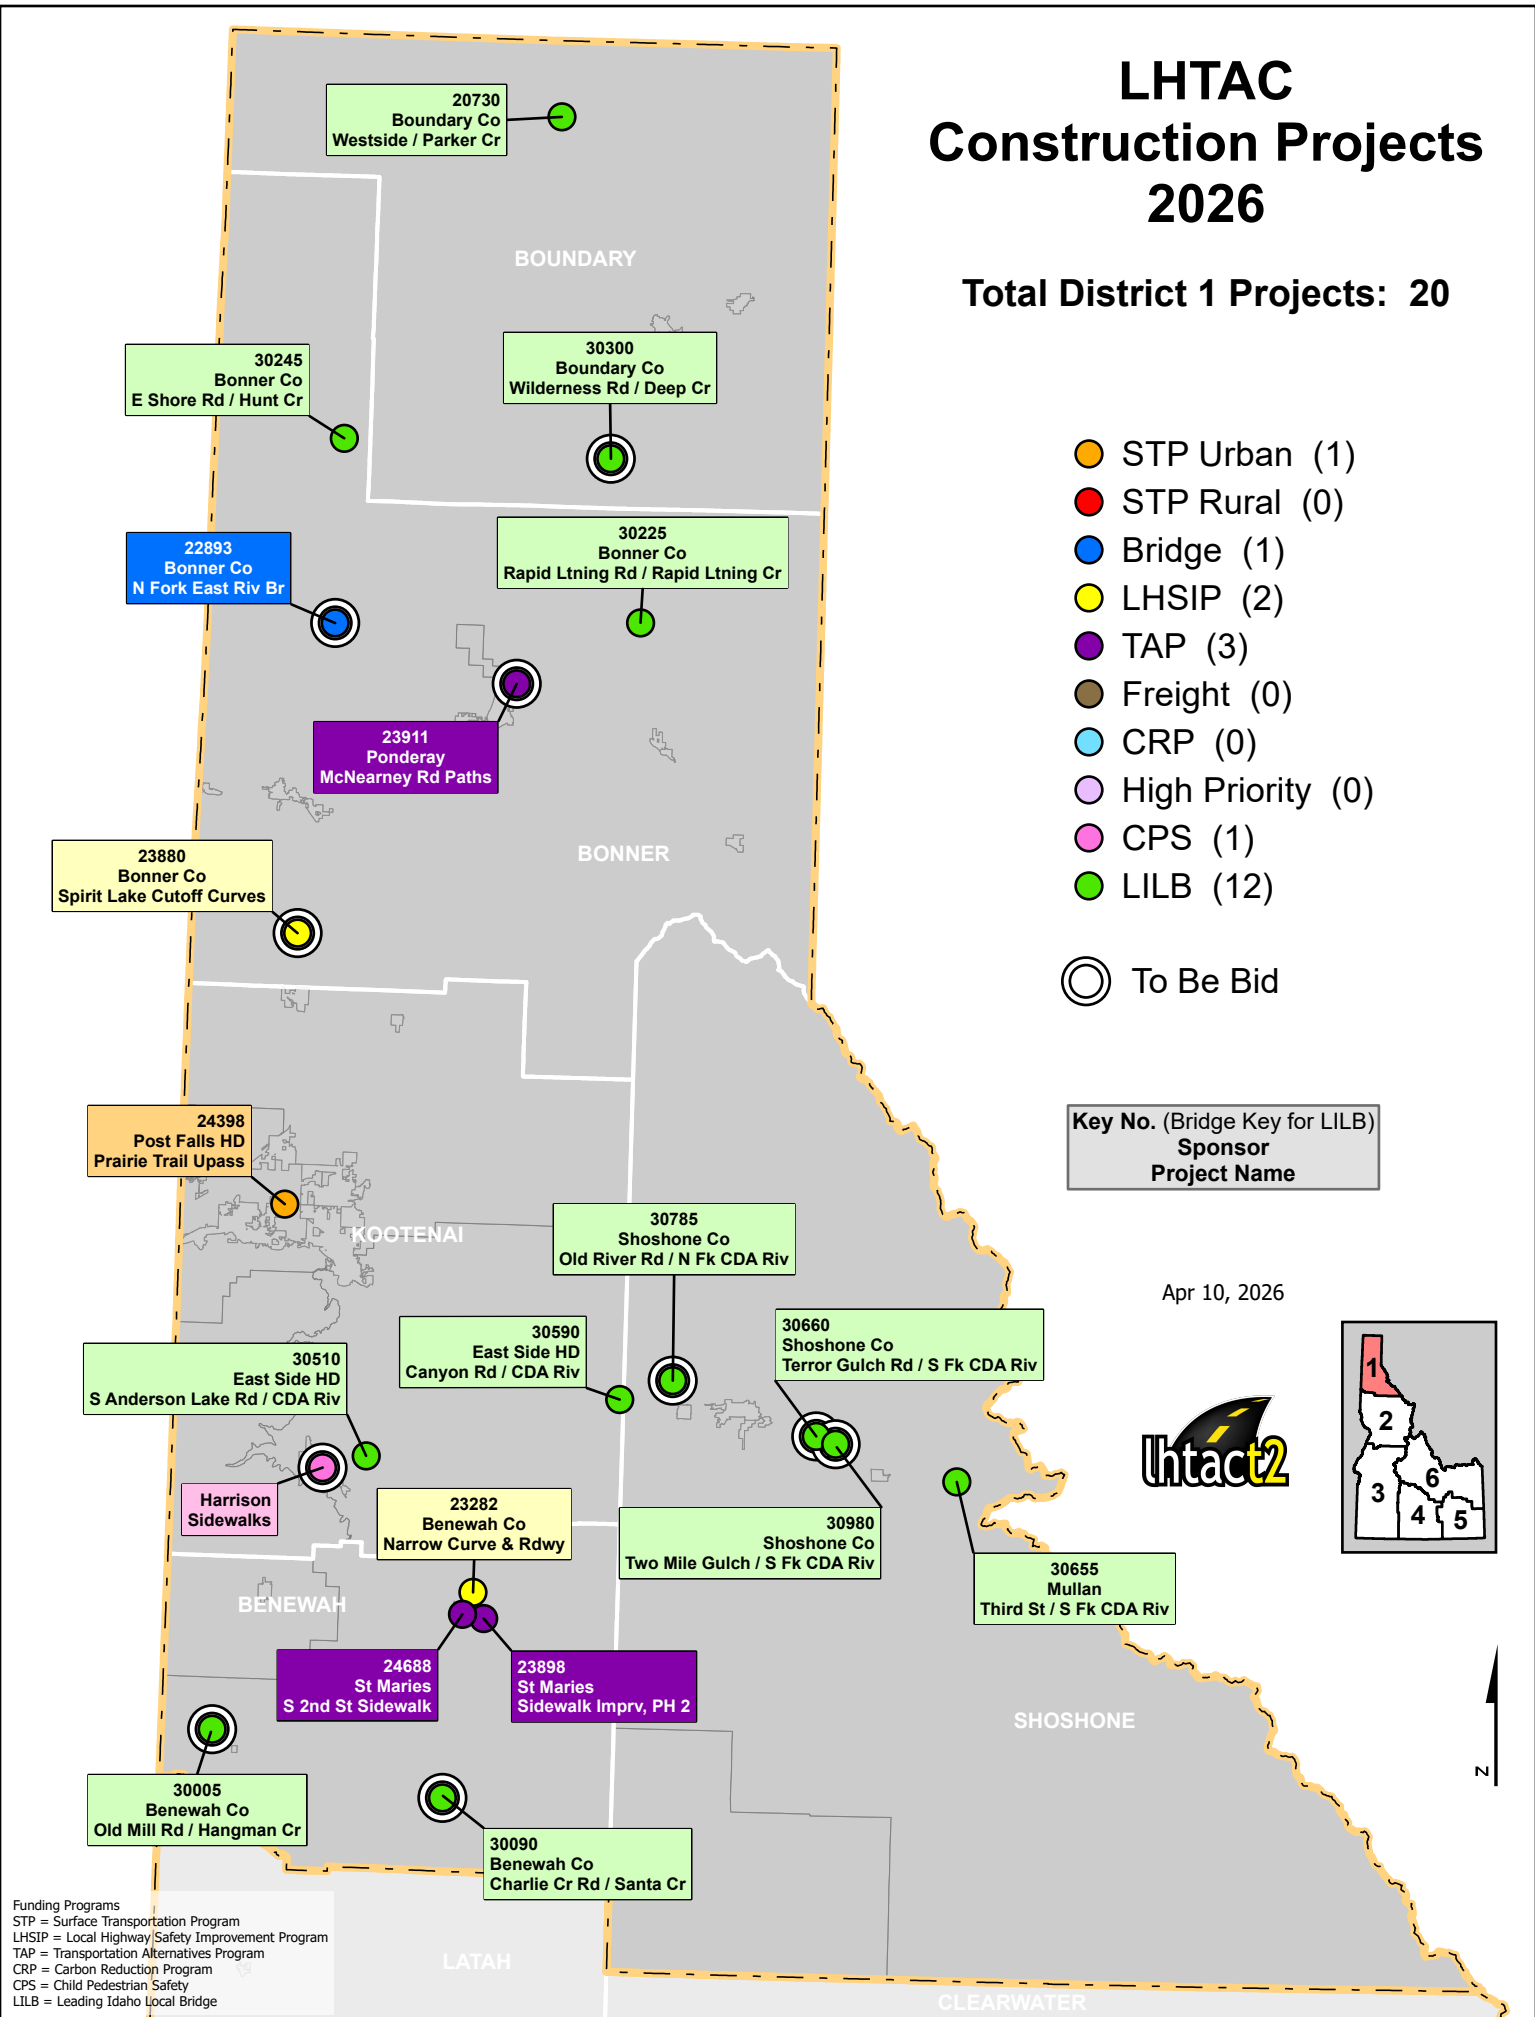 LHTAC
Construction Projects
2026
Total District 1 Projects: 20
20730
Boundary Co
Westside / Parker Cr
BOUNDARY
30245
Bonner Co
E Shore Rd / Hunt Cr
30300
Boundary Co
Wilderness Rd / Deep Cr
22893
Bonner Co
N Fork East Riv Br
30225
Bonner Co
Rapid Ltning Rd / Rapid Ltning Cr
23911
Ponderay
McNearney Rd Paths
23880
Bonner Co
Spirit Lake Cutoff Curves
BONNER
STP Urban (1)
STP Rural (0)
Bridge (1)
LHSIP (2)
TAP (3)
Freight (0)
CRP (0)
High Priority (0)
CPS (1)
LILB (12)
To Be Bid
24398
Post Falls HD
Prairie Trail Upass
KOOTENAI
Key No. (Bridge Key for LILB)
Sponsor
Project Name
30785
Shoshone Co
Old River Rd / N Fk CDA Riv
Apr 10, 2026
30590
East Side HD
Canyon Rd / CDA Riv
30660
Shoshone Co
Terror Gulch Rd / S Fk CDA Riv
30510
East Side HD
S Anderson Lake Rd / CDA Riv
lhtact2
1
2
3
6
4
5
Harrison
Sidewalks
23282
Benewah Co
Narrow Curve & Rdwy
30980
Shoshone Co
Two Mile Gulch / S Fk CDA Riv
30655
Mullan
Third St / S Fk CDA Riv
BENEWAH
24688
St Maries
S 2nd St Sidewalk
23898
St Maries
Sidewalk Imprv, PH 2
SHOSHONE
N
30005
Benewah Co
Old Mill Rd / Hangman Cr
30090
Benewah Co
Charlie Cr Rd / Santa Cr
Funding Programs
STP = Surface Transportation Program
LHSIP = Local Highway Safety Improvement Program
TAP = Transportation Alternatives Program
CRP = Carbon Reduction Program
CPS = Child Pedestrian Safety
LILB = Leading Idaho Local Bridge
LATAH
CLEARWATER